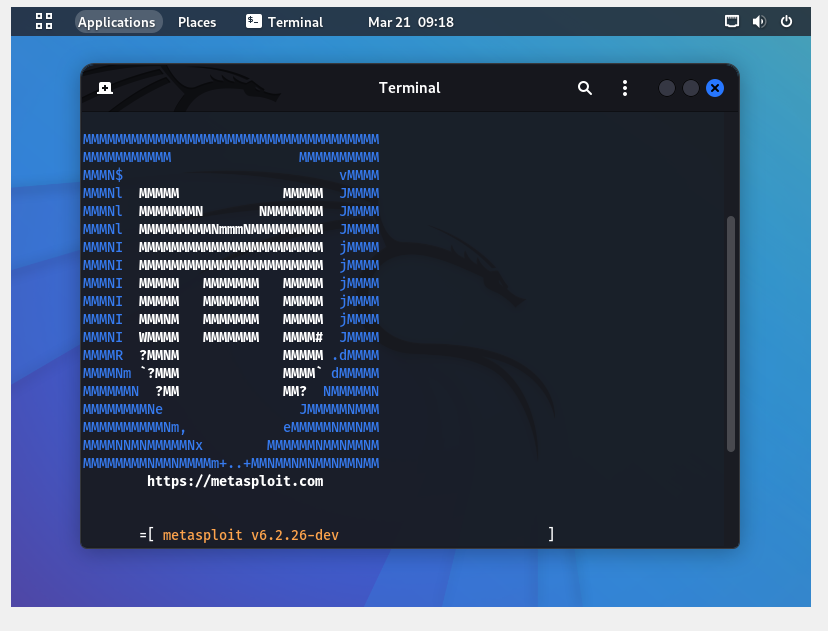 Applications Places Terminal Mar 21 09:18
Terminal
MMMMMMMMMMMMMMMMMMMMMMMMMMMMMMMMMMMMM
MMMMMMMMMMM                MMMMMMMMMM
MMMN$                           vMMMM
MMMNl  MMMMM             MMMMM  JMMMM
MMMNl  MMMMMMMN       NMMMMMMM  JMMMM
MMMNl  MMMMMMMMMNmmmNMMMMMMMMM  JMMMM
MMMNI  MMMMMMMMMMMMMMMMMMMMMMM  jMMMM
MMMNI  MMMMMMMMMMMMMMMMMMMMMMM  jMMMM
MMMNI  MMMMM   MMMMMMM   MMMMM  jMMMM
MMMNI  MMMMM   MMMMMMM   MMMMM  jMMMM
MMMNI  MMMNM   MMMMMMM   MMMMM  jMMMM
MMMNI  WMMMM   MMMMMMM   MMMM#  JMMMM
MMMMR  ?MMNM             MMMMM .dMMMM
MMMMNm `?MMM             MMMM` dMMMMM
MMMMMMN  ?MM             MM?  NMMMMMN
MMMMMMMMNe                 JMMMMMNMMM
MMMMMMMMMMNm,            eMMMMMNMMNMM
MMMMNNMNMMMMMNx        MMMMMMNMMNMMNM
MMMMMMMMNMMNMMMMm+..+MMNMMNMNMMNMMNMM
https://metasploit.com
=[ metasploit v6.2.26-dev                          ]